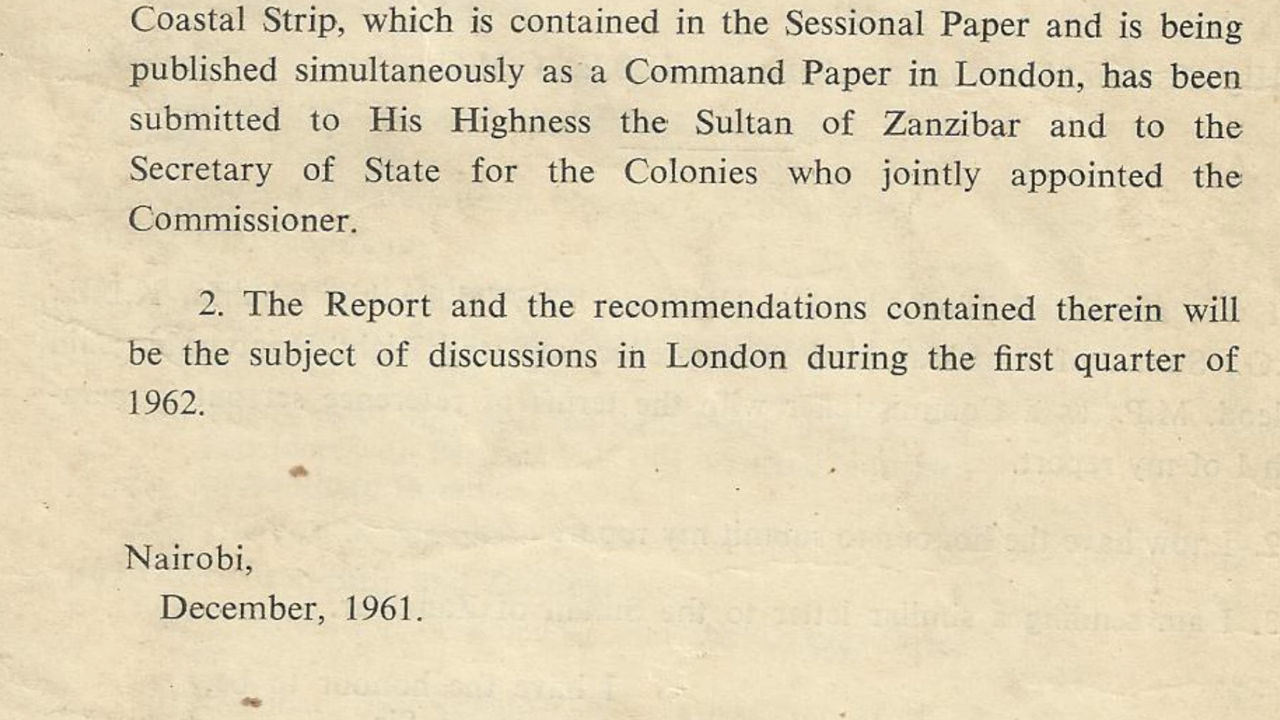 Coastal Strip, which is contained in the Sessional Paper and is being
published simultaneously as a Command Paper in London, has been
submitted to His Highness the Sultan of Zanzibar and to the
Secretary of State for the Colonies who jointly appointed the
Commissioner.
2. The Report and the recommendations contained therein will
be the subject of discussions in London during the first quarter of
1962.
Nairobi,
December, 1961.